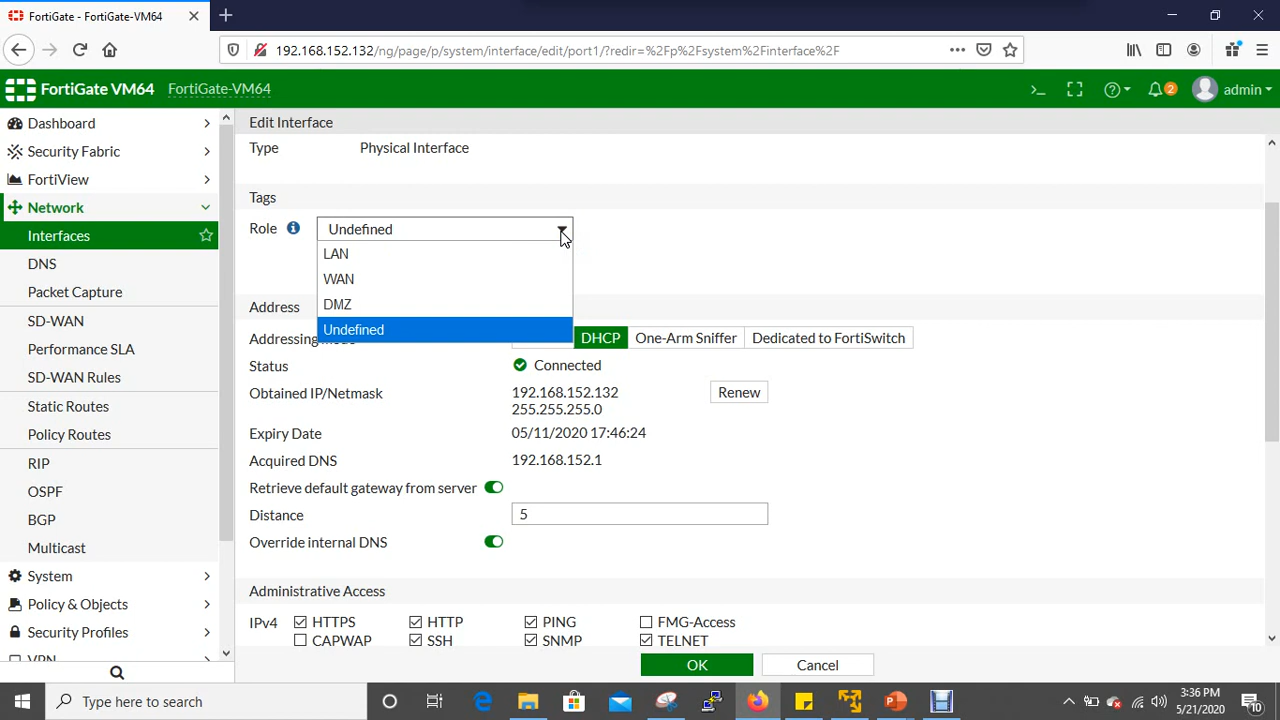 FortiGate - FortiGate-VM64
192.168.152.132/ng/page/p/system/interface/edit/port1/?redir=%2Fp%2Fsystem%2Finterface%2F
FortiGate VM64
FortiGate-VM64
2
admin
Dashboard
Security Fabric
FortiView
Network
Interfaces
DNS
Packet Capture
SD-WAN
Performance SLA
SD-WAN Rules
Static Routes
Policy Routes
RIP
OSPF
BGP
Multicast
System
Policy & Objects
Security Profiles
VPN
Edit Interface
Type Physical Interface
Tags
Role Undefined
LAN
WAN
DMZ
Undefined
Address
Addressing DHCP One-Arm Sniffer Dedicated to FortiSwitch
Status Connected
Obtained IP/Netmask 192.168.152.132 Renew
255.255.255.0
Expiry Date 05/11/2020 17:46:24
Acquired DNS 192.168.152.1
Retrieve default gateway from server
Distance 5
Override internal DNS
Administrative Access
IPv4 HTTPS HTTP PING FMG-Access
CAPWAP SSH SNMP TELNET
OK Cancel
Type here to search
3:36 PM
5/21/2020
10